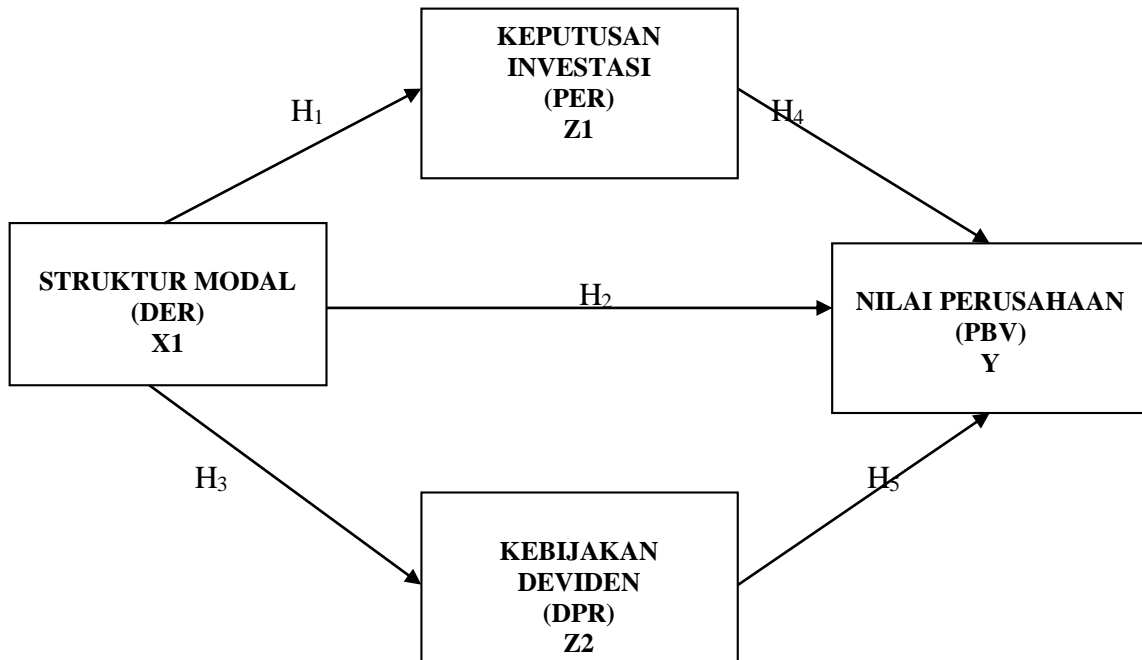 KEPUTUSAN
INVESTASI
(PER)
Z1
H₁
H₄
STRUKTUR MODAL
(DER)
X1
H₂
NILAI PERUSAHAAN
(PBV)
Y
H₃
H₅
KEBIJAKAN
DEVIDEN
(DPR)
Z2